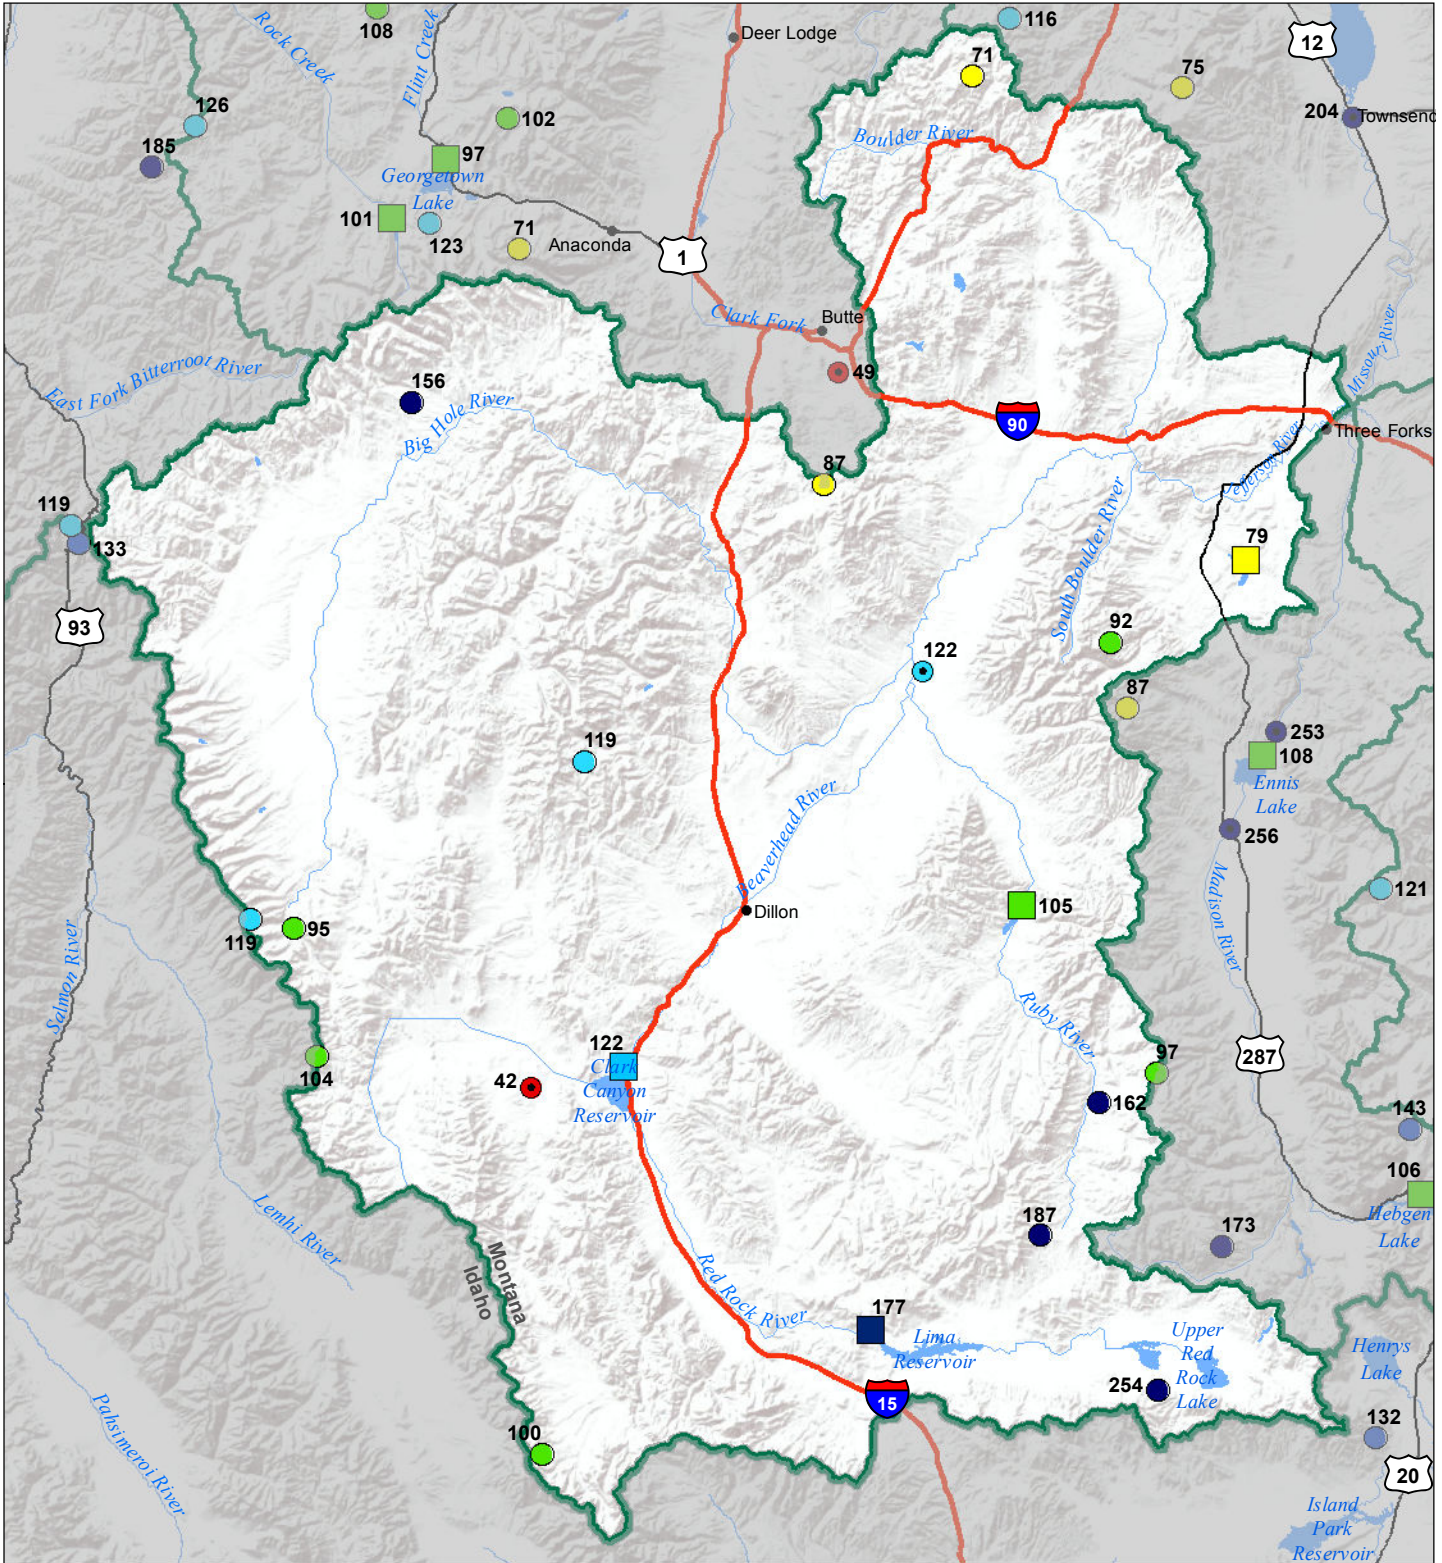 108
116
Deer Lodge
12
Rock Creek
Flint Creek
71
75
126
102
204
Townsend
Boulder River
185
97
Georgetown
Lake
101
123
71
Anaconda
1
Clark Fork
Butte
Missouri River
49
East Fork Bitterroot River
156
Big Hole River
90
Three Forks
Jefferson River
87
119
133
South Boulder River
79
93
92
122
87
119
253
108
Ennis
Lake
Beaverhead River
256
Madison River
121
105
Dillon
119
95
Salmon River
Ruby River
122
Clark
Canyon
Reservoir
104
42
97
287
162
143
106
Hebgen
Lake
Lemhi River
187
173
Montana
Idaho
Red Rock River
177
Lima
Reservoir
Upper
Red
Rock
Lake
Henrys
Lake
254
15
132
Pahsimeroi River
100
20
Island
Park
Reservoir